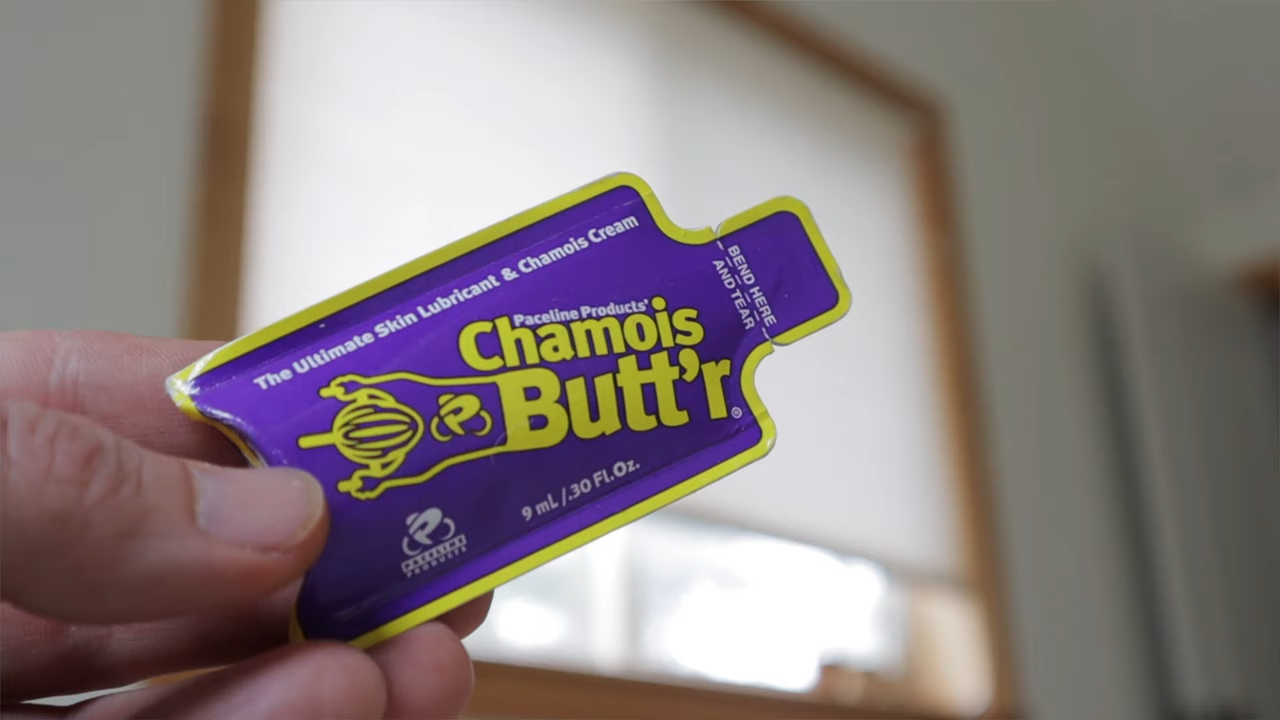 The Ultimate Skin Lubricant & Chamois Cream
Paceline Products'
Chamois
Butt'r®
9 mL /.30 Fl.Oz.
PACELINE
PRODUCTS
BEND HERE
AND TEAR